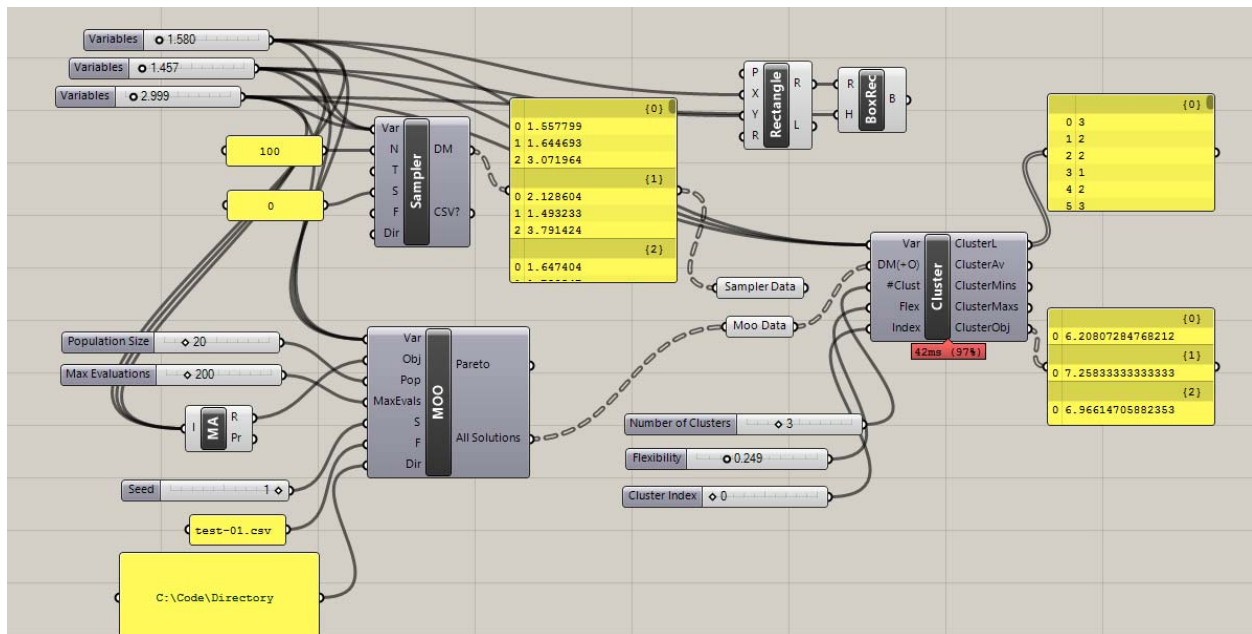 Variables 1.580
Variables 1.457
Variables 2.999
100
0
Var
N
T
S
F
Dir
Sampler
DM
CSV?
{0}
0 1.557799
1 1.644693
2 3.071964
{1}
0 2.128604
1 1.493233
2 3.791424
{2}
0 1.647404
P
X
Y
R
Rectangle
R
L
R
H
BoxRec
B
{0}
0 3
1 2
2 2
3 1
4 2
5 3
Sampler Data
Moo Data
Var
DM(+O)
#Clust
Flex
Index
Cluster
ClusterL
ClusterAv
ClusterMins
ClusterMaxs
ClusterObj
42ms (97%)
{0}
0 6.20807284768212
{1}
0 7.25833333333333
{2}
0 6.96614705882353
Population Size 20
Max Evaluations 200
I
MA
R
Pr
Var
Obj
Pop
MaxEvals
S
F
Dir
MOO
Pareto
All Solutions
Number of Clusters 3
Flexibility 0.249
Cluster Index 0
Seed 1
test-01.csv
C:\Code\Directory